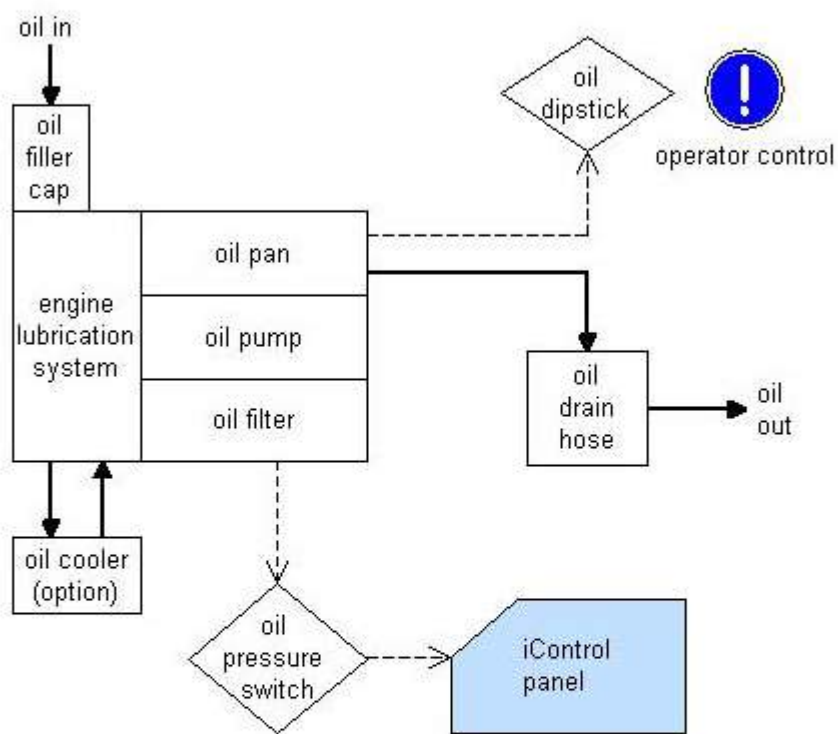 oil in
oil
filler
cap
oil
dipstick
!
operator control
engine
lubrication
system
oil pan
oil pump
oil filter
oil
drain
hose
oil
out
oil cooler
(option)
oil
pressure
switch
iControl
panel